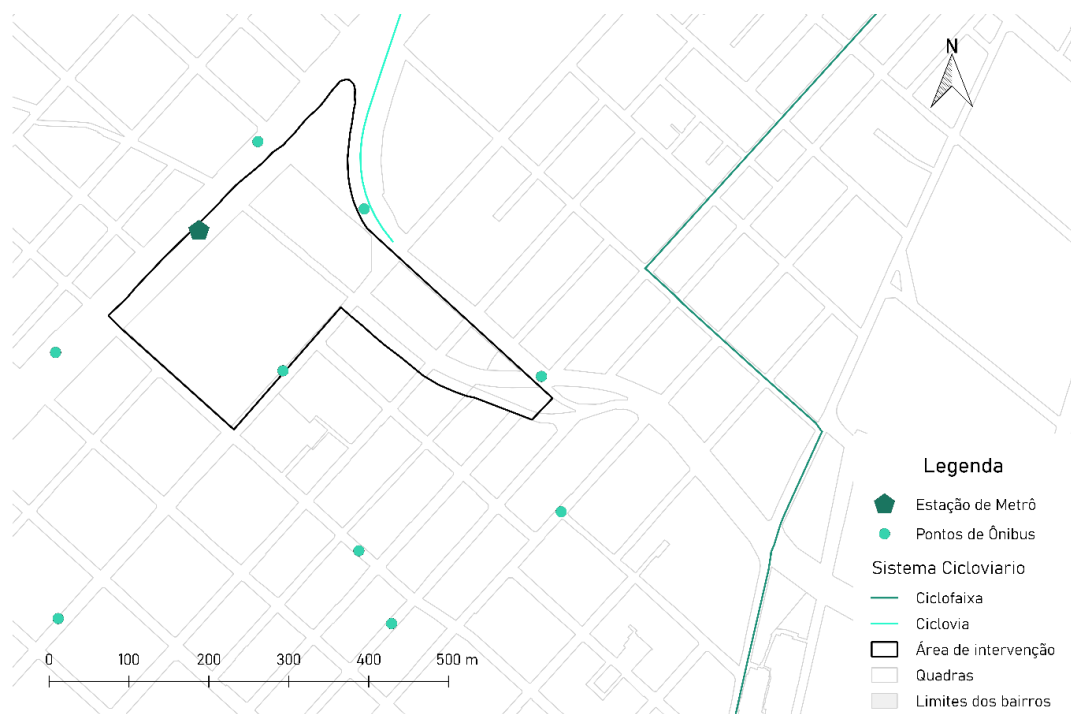 N
Legenda
Estação de Metrô
Pontos de Ônibus
Sistema Cicloviario
Ciclofaixa
Ciclovia
Área de intervenção
Quadras
Limites dos bairros
0 100 200 300 400 500 m